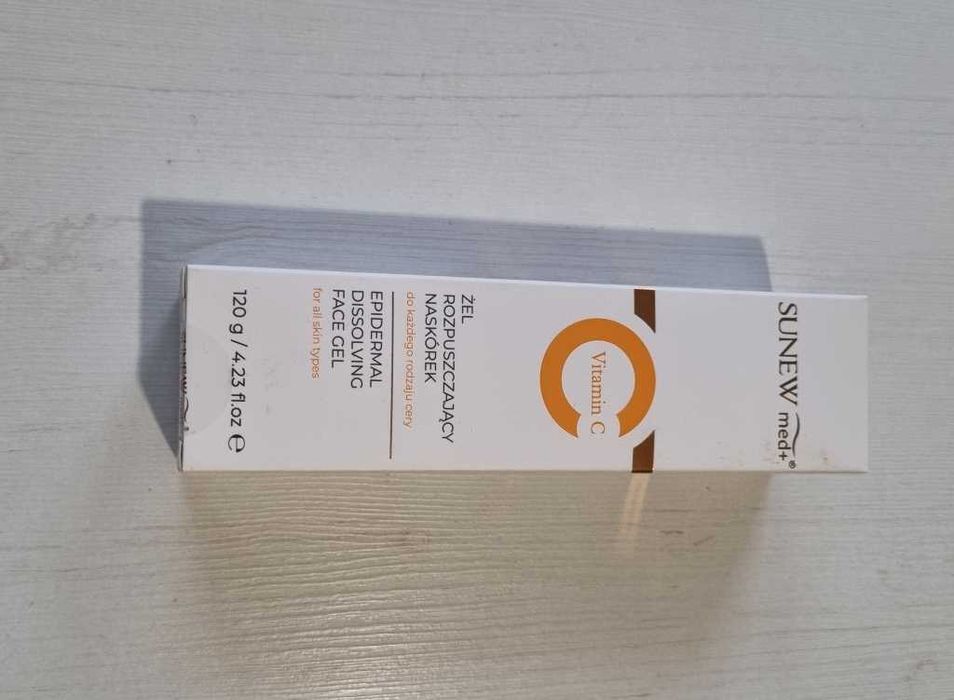 SUNEW med+®
Vitamin C
ŻEL
ROZPUSZCZAJĄCY
NASKÓREK
do każdego rodzaju cery
EPIDERMAL
DISSOLVING
FACE GEL
for all skin types
120 g / 4.23 fl.oz ℮